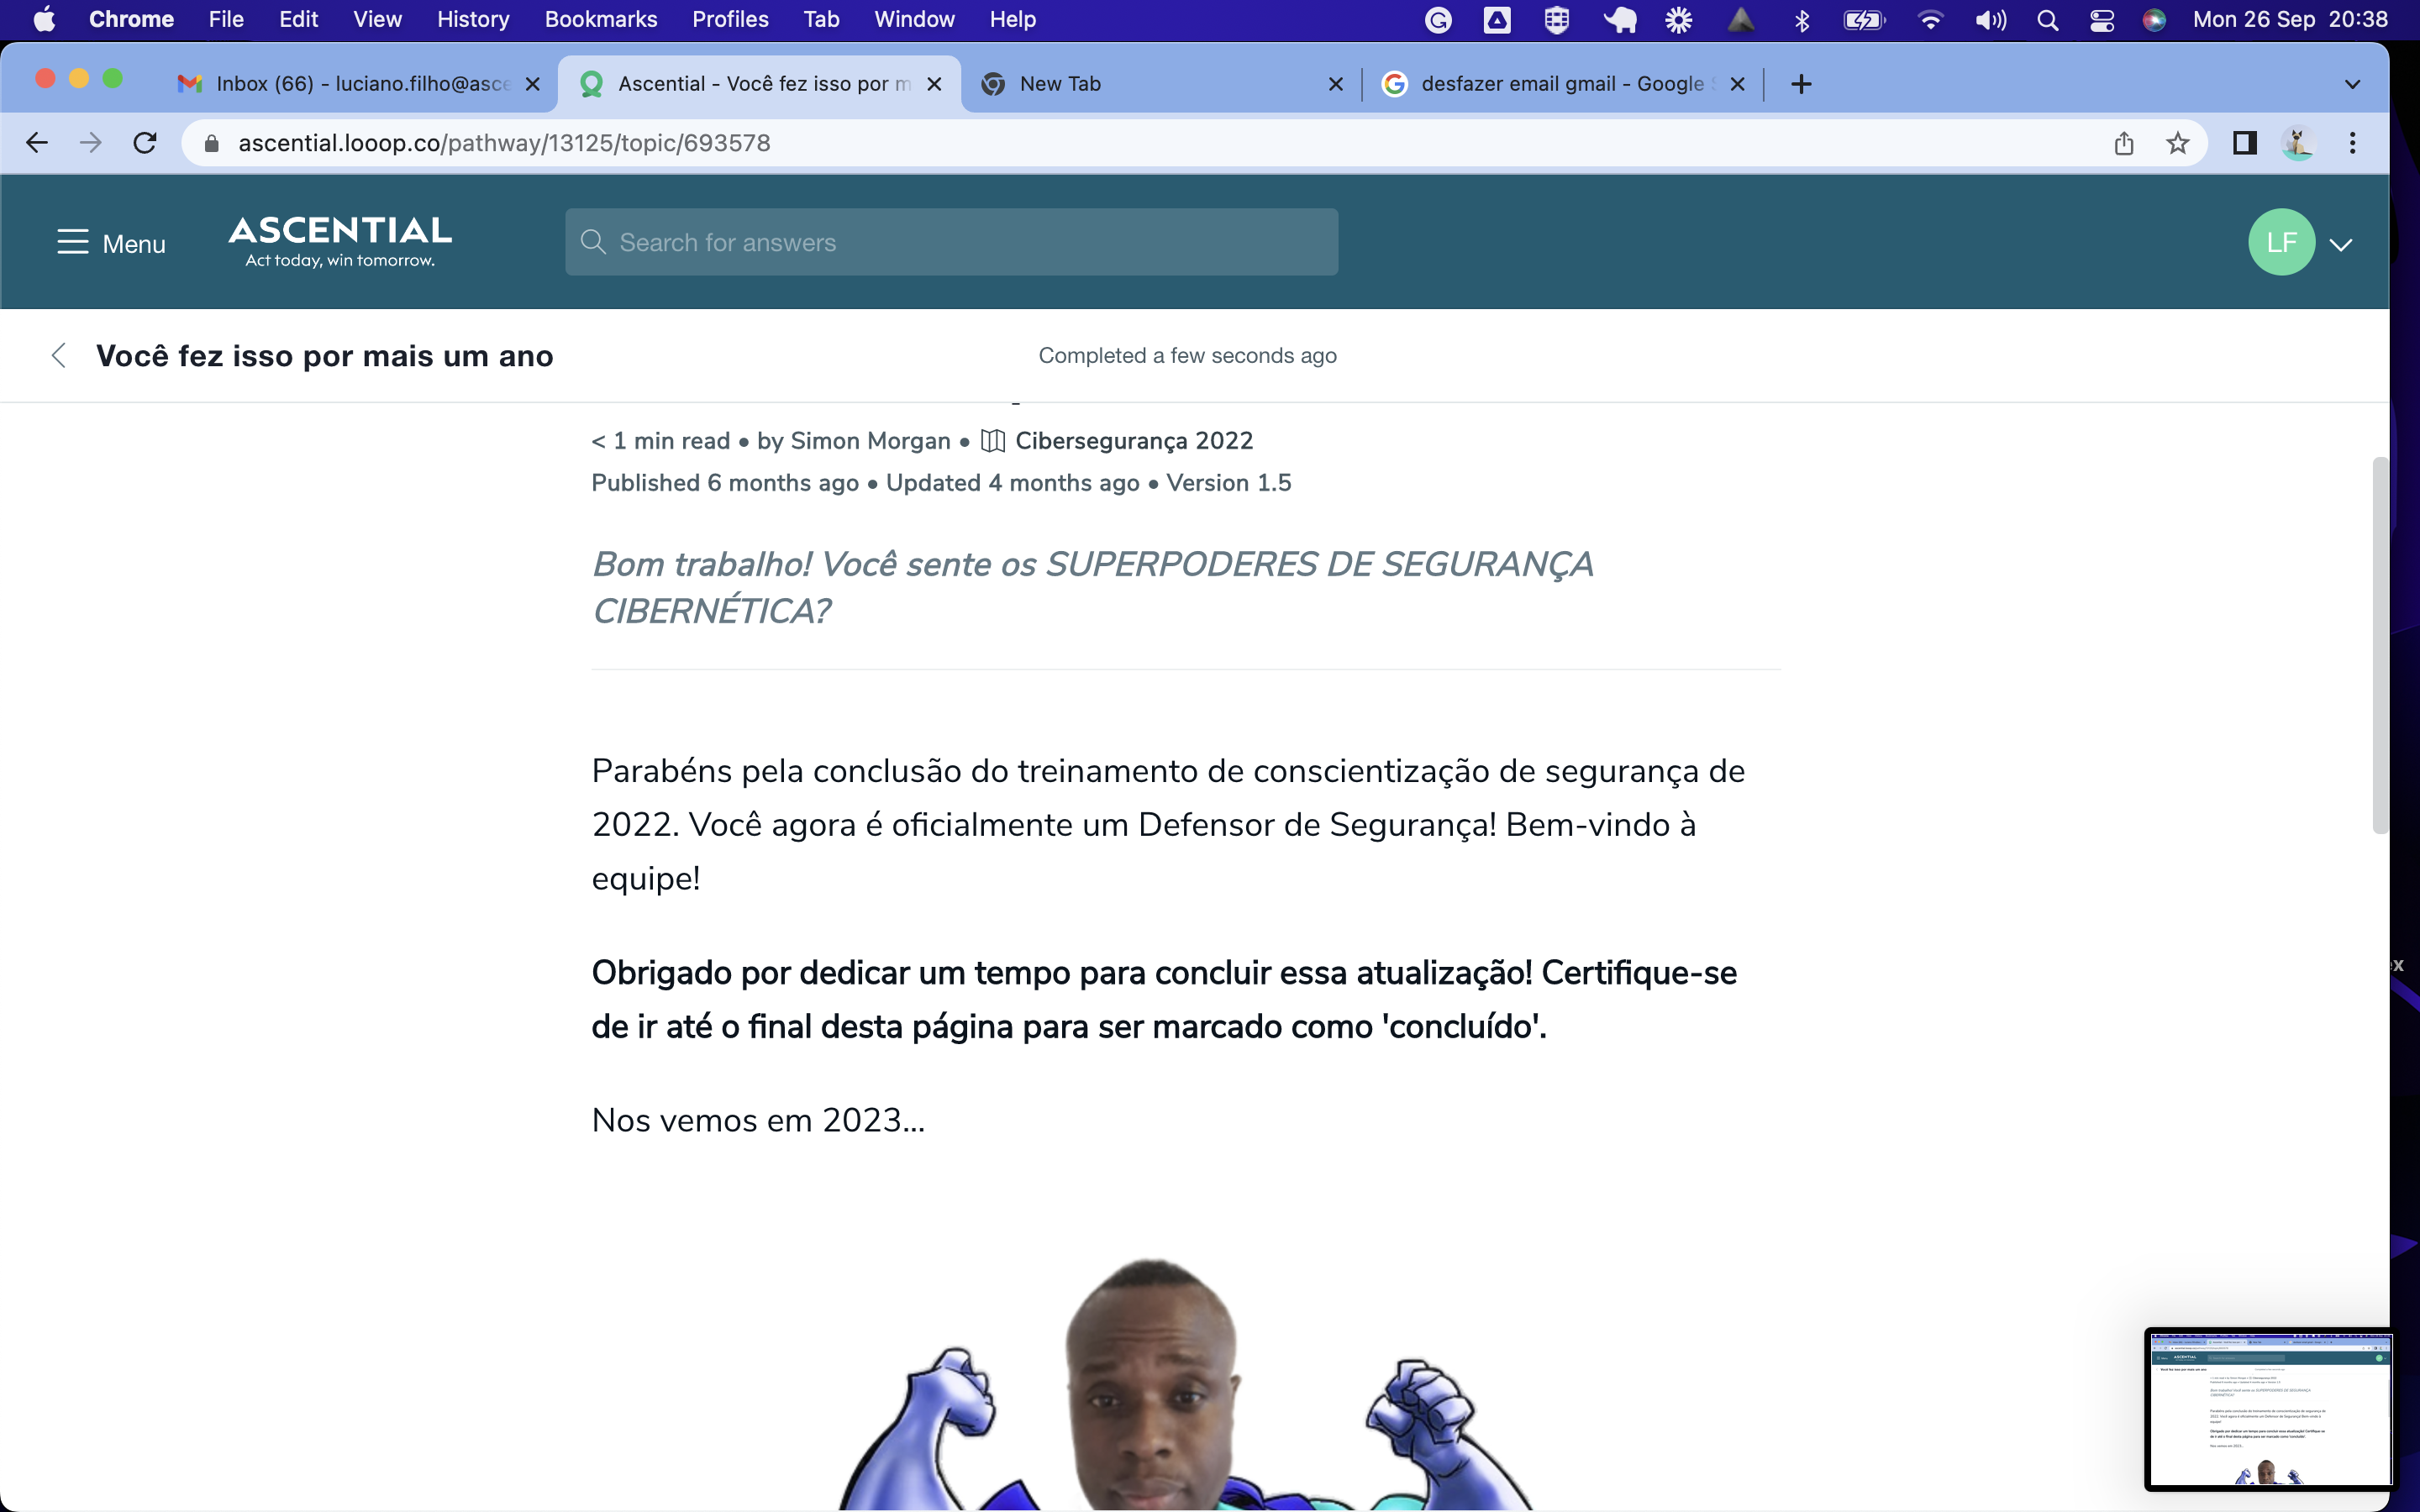 Chrome File Edit View History Bookmarks Profiles Tab Window Help Mon 26 Sep 20:38
Inbox (66) - luciano.filho@asce Ascential - Você fez isso por m New Tab desfazer email gmail - Google
ascential.looop.co/pathway/13125/topic/693578
Menu ASCENTIAL Search for answers LF
Act today, win tomorrow.
Você fez isso por mais um ano Completed a few seconds ago
< 1 min read • by Simon Morgan • Cibersegurança 2022
Published 6 months ago • Updated 4 months ago • Version 1.5
Bom trabalho! Você sente os SUPERPODERES DE SEGURANÇA
CIBERNÉTICA?
Parabéns pela conclusão do treinamento de conscientização de segurança de
2022. Você agora é oficialmente um Defensor de Segurança! Bem-vindo à
equipe!
Obrigado por dedicar um tempo para concluir essa atualização! Certifique-se
de ir até o final desta página para ser marcado como 'concluído'.
Nos vemos em 2023...